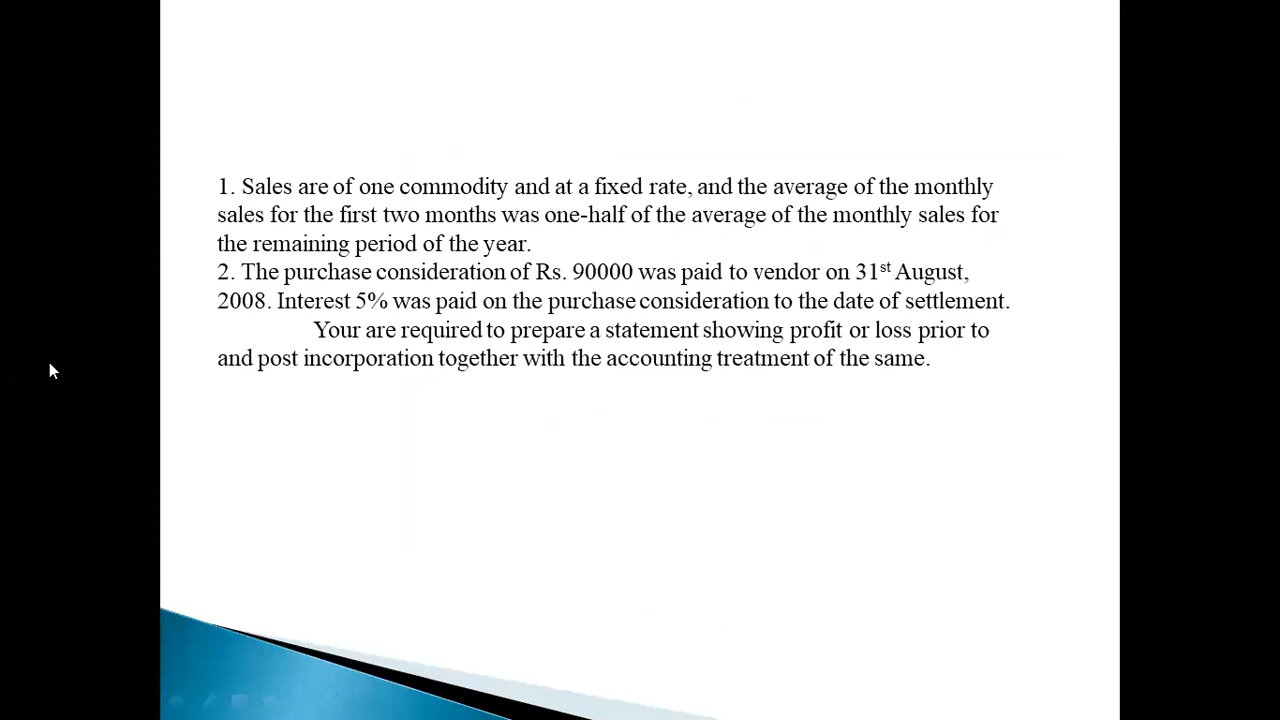 1. Sales are of one commodity and at a fixed rate, and the average of the monthly
sales for the first two months was one-half of the average of the monthly sales for
the remaining period of the year.
2. The purchase consideration of Rs. 90000 was paid to vendor on 31st August,
2008. Interest 5% was paid on the purchase consideration to the date of settlement.
Your are required to prepare a statement showing profit or loss prior to
and post incorporation together with the accounting treatment of the same.